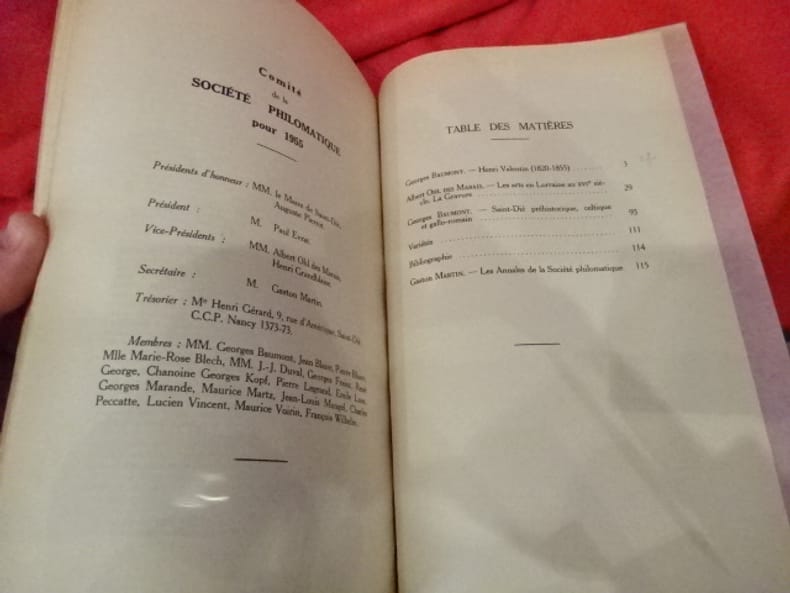 Comité
de la
SOCIÉTÉ PHILOMATIQUE
pour 1955
Présidents d'honneur : MM. le Maire de Saint-Dié,
Auguste Pierrot.
Président : M. Paul Evrat.
Vice-Présidents : MM. Albert Ohl des Marais,
Henri Grandblaise.
Secrétaire : M. Gaston Martin.
Trésorier : Me Henri Gérard, 9, rue d'Amérique, Saint-Dié.
C.C.P. Nancy 1373-73.
Membres : MM. Georges Baumont, Jean Pierre
Mlle Marie-Rose Blech, MM. J.-J. Duval, Georges René
George, Chanoine Georges Kopf, Pierre Legrand, Emile
Georges Marande, Maurice Martz, Jean-Louis Charles
Peccatte, Lucien Vincent, Maurice Voirin, François Wilhelm.
TABLE DES MATIÈRES
Georges BAUMONT. — Henri Valentin (1820-1855) ........ 3
Albert OHL DES MARAIS. — Les arts en Lorraine au XVIe siè-
cle. La Gravure ........ 29
Georges BAUMONT. — Saint-Dié préhistorique, celtique
et gallo-romain ........ 95
Variétés ........ 111
Bibliographie ........ 114
Gaston MARTIN. — Les Annales de la Société philomatique 115